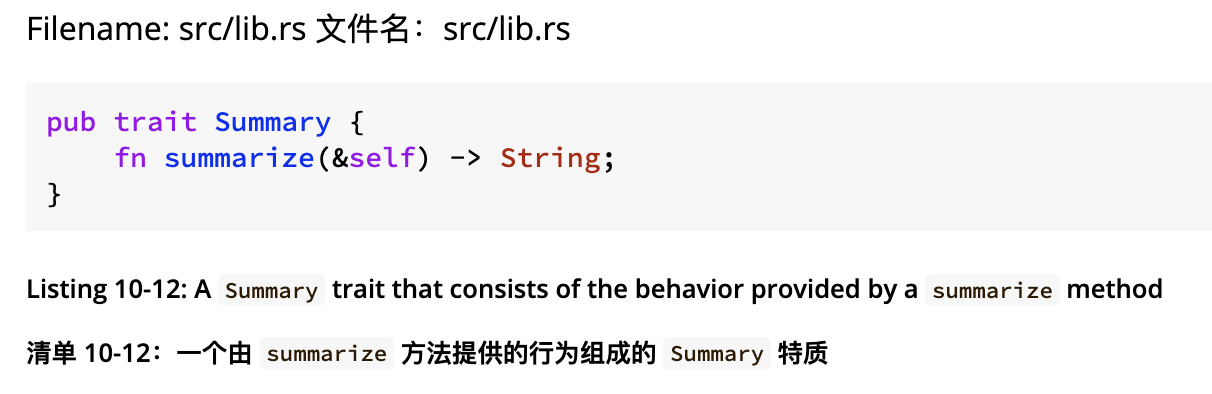 Filename: src/lib.rs 文件名：src/lib.rs
pub trait Summary {
    fn summarize(&self) -> String;
}
Listing 10-12: A Summary trait that consists of the behavior provided by a summarize method
清单 10-12：一个由 summarize 方法提供的行为组成的 Summary 特质